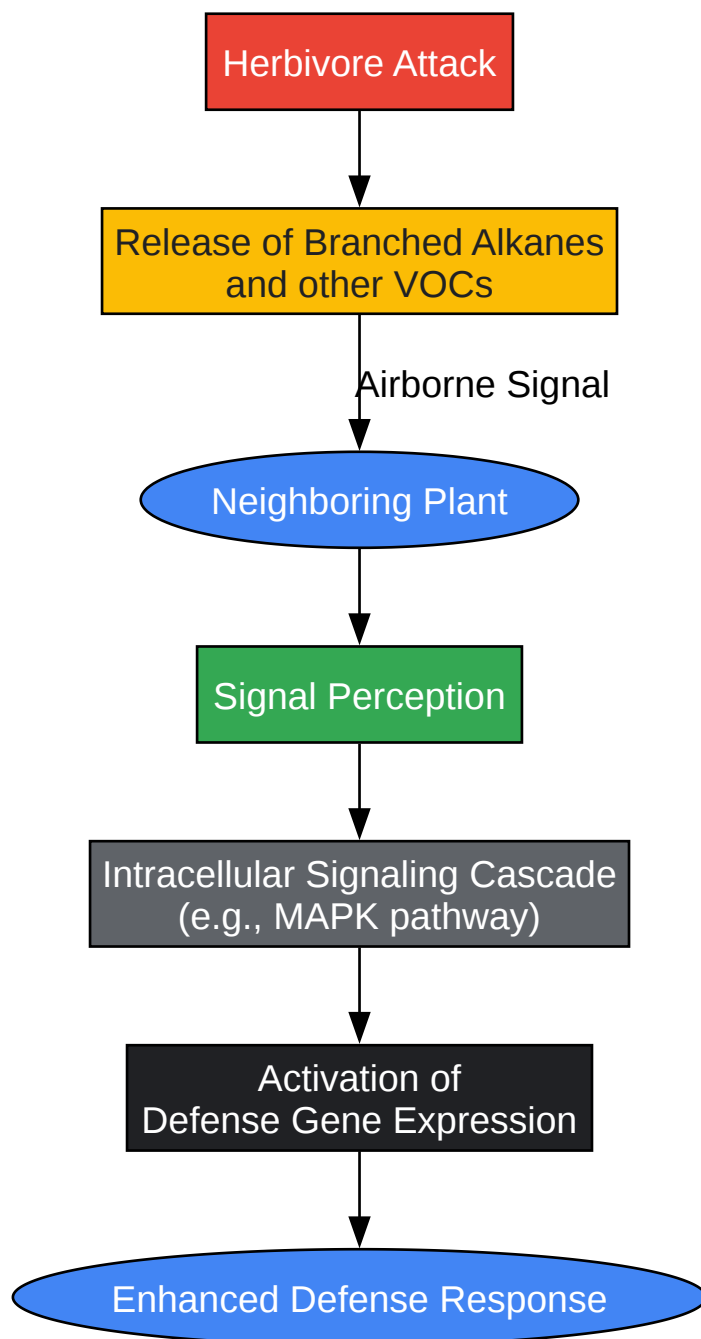 Herbivore Attack
Release of Branched Alkanes
and other VOCs
Airborne Signal
Neighboring Plant
Signal Perception
Intracellular Signaling Cascade
(e.g., MAPK pathway)
Activation of
Defense Gene Expression
Enhanced Defense Response